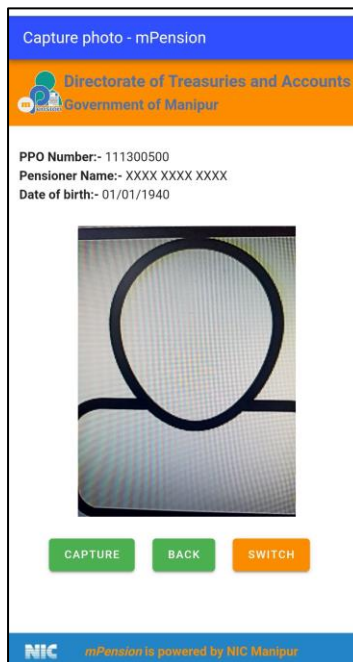 Capture photo - mPension
Directorate of Treasuries and Accounts
Government of Manipur
PPO Number:- 111300500
Pensioner Name:- XXXX XXXX XXXX
Date of birth:- 01/01/1940
CAPTURE BACK SWITCH
NIC mPension is powered by NIC Manipur